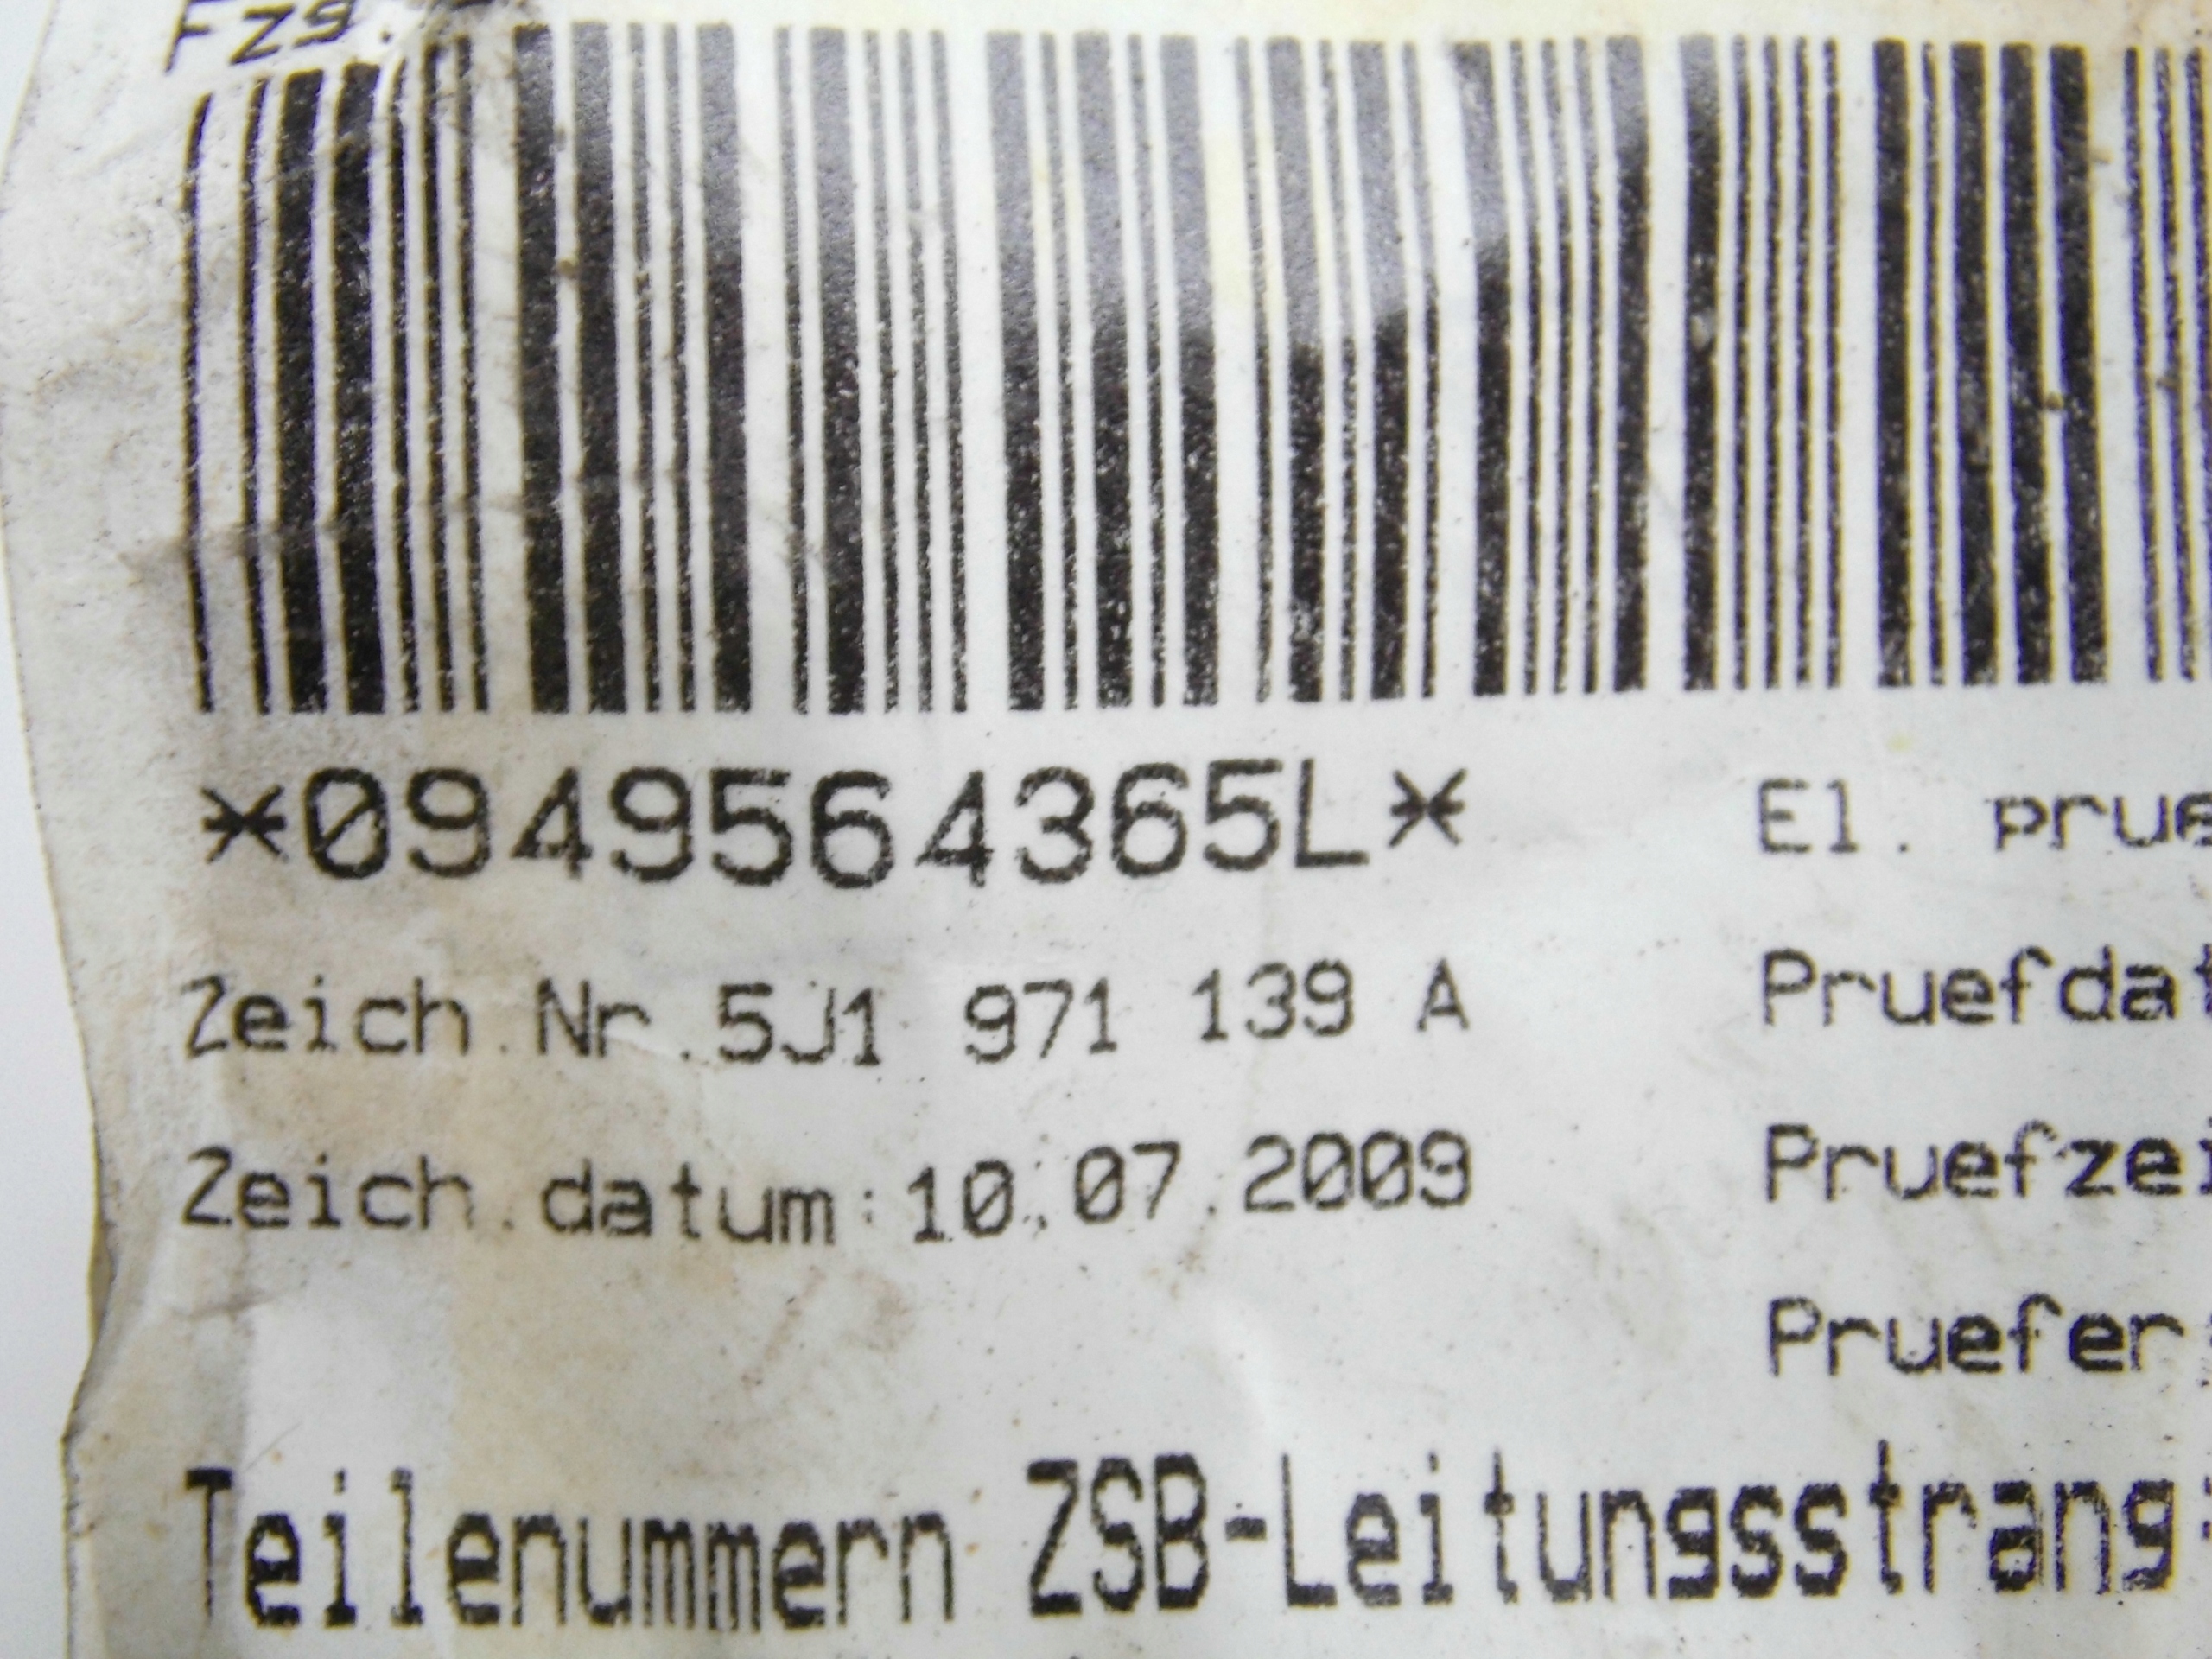 Fzg.
*0949564365L*
El. prue
Zeich.Nr.5J1 971 139 A
Pruefdat
Zeich.datum:10.07.2009
Pruefzei
Pruefer:
Teilenummern ZSB-Leitungsstrang: